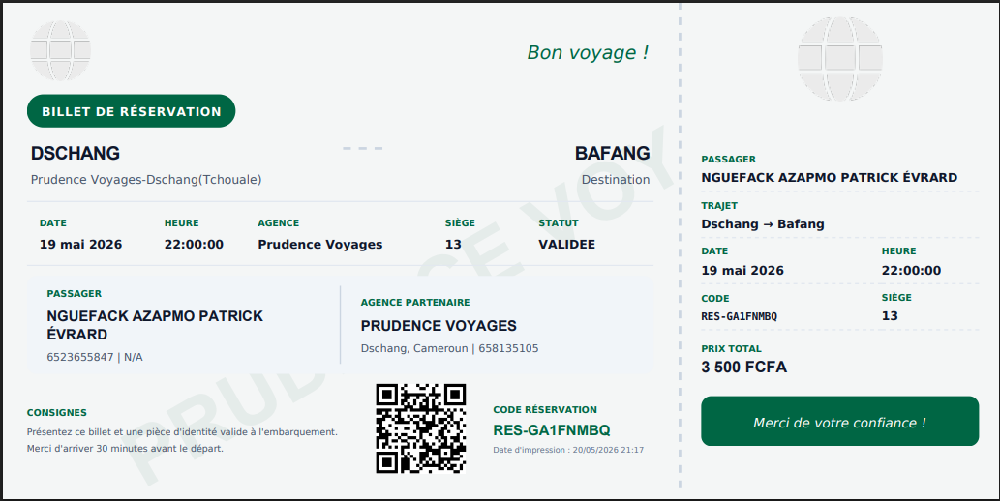 Bon voyage !
BILLET DE RÉSERVATION
DSCHANG
BAFANG
Prudence Voyages-Dschang(Tchouale)
Destination
DATE HEURE AGENCE SIÈGE STATUT
19 mai 2026 22:00:00 Prudence Voyages 13 VALIDEE
PASSAGER
NGUEFACK AZAPMO PATRICK
ÉVRARD
6523655847 | N/A
AGENCE PARTENAIRE
PRUDENCE VOYAGES
Dschang, Cameroun | 658135105
CONSIGNES
Présentez ce billet et une pièce d'identité valide à l'embarquement.
Merci d'arriver 30 minutes avant le départ.
CODE RÉSERVATION
RES-GA1FNMBQ
Date d'impression : 20/05/2026 21:17
PASSAGER
NGUEFACK AZAPMO PATRICK ÉVRARD
TRAJET
Dschang → Bafang
DATE HEURE
19 mai 2026 22:00:00
CODE SIÈGE
RES-GA1FNMBQ 13
PRIX TOTAL
3 500 FCFA
Merci de votre confiance !